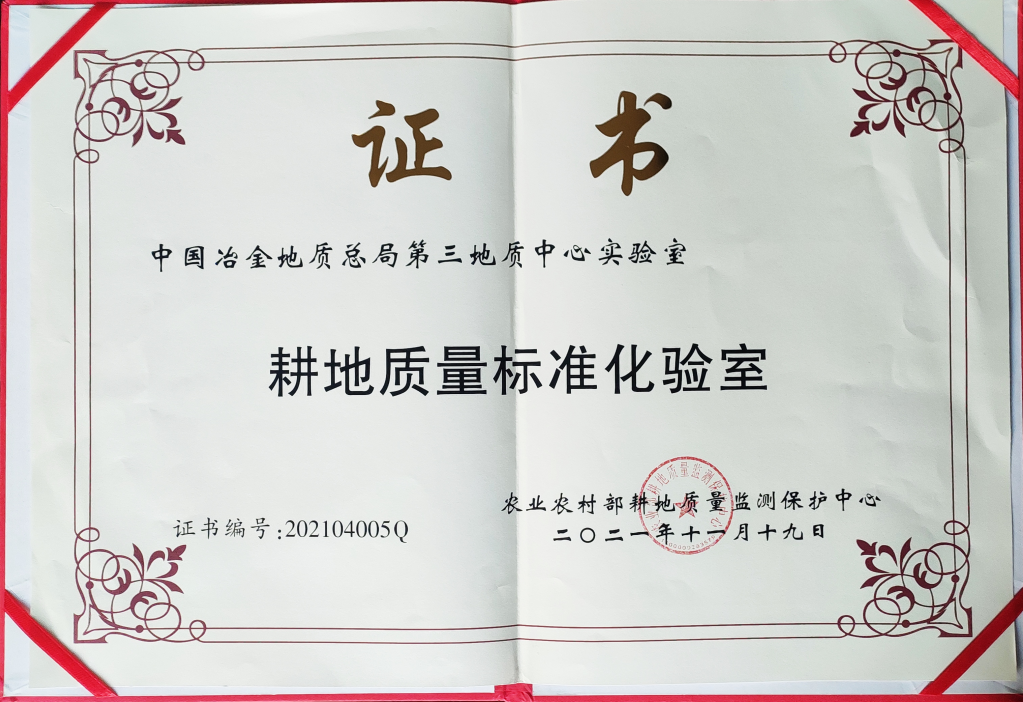 证书
中国冶金地质总局第三地质中心实验室
耕地质量标准化验室
农业农村部耕地质量监测保护中心
证书编号:202104005Q
二〇二一年十一月十九日